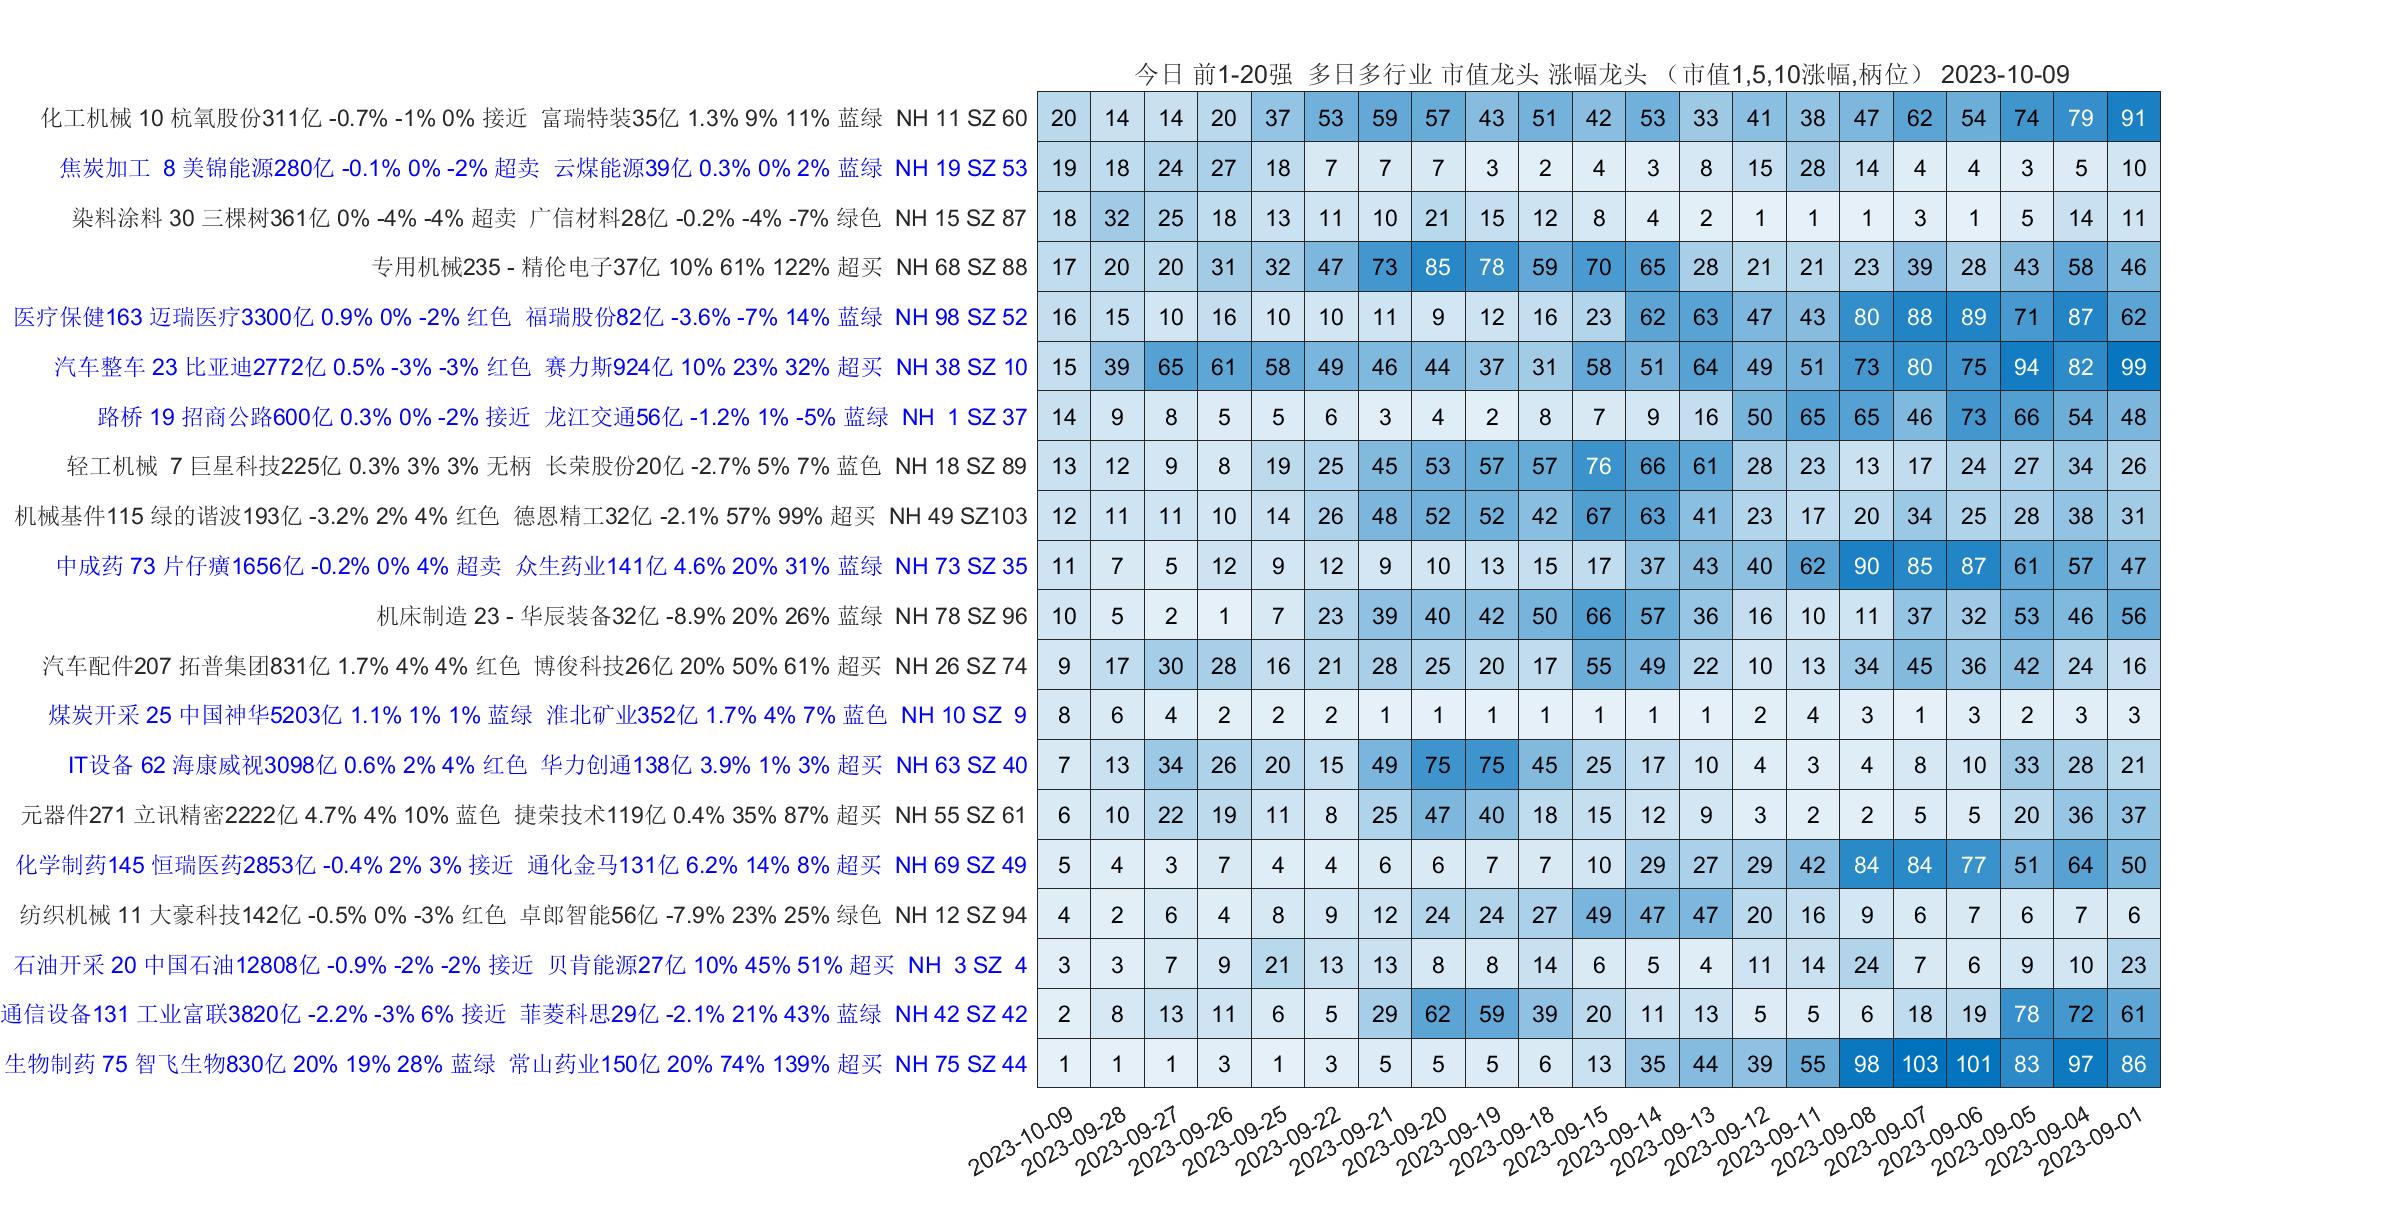 今日 前1-20强 多日多行业 市值龙头 涨幅龙头 （市值1,5,10涨幅,柄位） 2023-10-09
化工机械 10 杭氧股份311亿 -0.7% -1% 0% 接近 富瑞特装35亿 1.3% 9% 11% 蓝绿 NH 11 SZ 60 20 14 14 20 37 53 59 57 43 51 42 53 33 41 38 47 62 54 74 79 91
焦炭加工 8 美锦能源280亿 -0.1% 0% -2% 超卖 云煤能源39亿 0.3% 0% 2% 蓝绿 NH 19 SZ 53 19 18 24 27 18 7 7 7 3 2 4 3 8 15 28 14 4 4 3 5 10
染料涂料 30 三棵树361亿 0% -4% -4% 超卖 广信材料28亿 -0.2% -4% -7% 绿色 NH 15 SZ 87 18 32 25 18 13 11 10 21 15 12 8 4 2 1 1 1 3 1 5 14 11
专用机械235 - 精伦电子37亿 10% 61% 122% 超买 NH 68 SZ 88 17 20 20 31 32 47 73 85 78 59 70 65 28 21 21 23 39 28 43 58 46
医疗保健163 迈瑞医疗3300亿 0.9% 0% -2% 红色 福瑞股份82亿 -3.6% -7% 14% 蓝绿 NH 98 SZ 52 16 15 10 16 10 10 11 9 12 16 23 62 63 47 43 80 88 89 71 87 62
汽车整车 23 比亚迪2772亿 0.5% -3% -3% 红色 赛力斯924亿 10% 23% 32% 超买 NH 38 SZ 10 15 39 65 61 58 49 46 44 37 31 58 51 64 49 51 73 80 75 94 82 99
路桥 19 招商公路600亿 0.3% 0% -2% 接近 龙江交通56亿 -1.2% 1% -5% 蓝绿 NH 1 SZ 37 14 9 8 5 5 6 3 4 2 8 7 9 16 50 65 65 46 73 66 54 48
轻工机械 7 巨星科技225亿 0.3% 3% 3% 无柄 长荣股份20亿 -2.7% 5% 7% 蓝色 NH 18 SZ 89 13 12 9 8 19 25 45 53 57 57 76 66 61 28 23 13 17 24 27 34 26
机械基件115 绿的谐波193亿 -3.2% 2% 4% 红色 德恩精工32亿 -2.1% 57% 99% 超买 NH 49 SZ103 12 11 11 10 14 26 48 52 52 42 67 63 41 23 17 20 34 25 28 38 31
中成药 73 片仔癀1656亿 -0.2% 0% 4% 超卖 众生药业141亿 4.6% 20% 31% 蓝绿 NH 73 SZ 35 11 7 5 12 9 12 9 10 13 15 17 37 43 40 62 90 85 87 61 57 47
机床制造 23 - 华辰装备32亿 -8.9% 20% 26% 蓝绿 NH 78 SZ 96 10 5 2 1 7 23 39 40 42 50 66 57 36 16 10 11 37 32 53 46 56
汽车配件207 拓普集团831亿 1.7% 4% 4% 红色 博俊科技26亿 20% 50% 61% 超买 NH 26 SZ 74 9 17 30 28 16 21 28 25 20 17 55 49 22 10 13 34 45 36 42 24 16
煤炭开采 25 中国神华5203亿 1.1% 1% 1% 蓝绿 淮北矿业352亿 1.7% 4% 7% 蓝色 NH 10 SZ 9 8 6 4 2 2 2 1 1 1 1 1 1 1 2 4 3 1 3 2 3 3
IT设备 62 海康威视3098亿 0.6% 2% 4% 红色 华力创通138亿 3.9% 1% 3% 超买 NH 63 SZ 40 7 13 34 26 20 15 49 75 75 45 25 17 10 4 3 4 8 10 33 28 21
元器件271 立讯精密2222亿 4.7% 4% 10% 蓝色 捷荣技术119亿 0.4% 35% 87% 超买 NH 55 SZ 61 6 10 22 19 11 8 25 47 40 18 15 12 9 3 2 2 5 5 20 36 37
化学制药145 恒瑞医药2853亿 -0.4% 2% 3% 接近 通化金马131亿 6.2% 14% 8% 超买 NH 69 SZ 49 5 4 3 7 4 4 6 6 7 7 10 29 27 29 42 84 84 77 51 64 50
纺织机械 11 大豪科技142亿 -0.5% 0% -3% 红色 卓郎智能56亿 -7.9% 23% 25% 绿色 NH 12 SZ 94 4 2 6 4 8 9 12 24 24 27 49 47 47 20 16 9 6 7 6 7 6
石油开采 20 中国石油12808亿 -0.9% -2% -2% 接近 贝肯能源27亿 10% 45% 51% 超买 NH 3 SZ 4 3 3 7 9 21 13 13 8 8 14 6 5 4 11 14 24 7 6 9 10 23
通信设备131 工业富联3820亿 -2.2% -3% 6% 接近 菲菱科思29亿 -2.1% 21% 43% 蓝绿 NH 42 SZ 42 2 8 13 11 6 5 29 62 59 39 20 11 13 5 5 6 18 19 78 72 61
生物制药 75 智飞生物830亿 20% 19% 28% 蓝绿 常山药业150亿 20% 74% 139% 超买 NH 75 SZ 44 1 1 1 3 1 3 5 5 5 6 13 35 44 39 55 98 103 101 83 97 86
2023-10-09 2023-09-28 2023-09-27 2023-09-26 2023-09-25 2023-09-22 2023-09-21 2023-09-20 2023-09-19 2023-09-18 2023-09-15 2023-09-14 2023-09-13 2023-09-12 2023-09-11 2023-09-08 2023-09-07 2023-09-06 2023-09-05 2023-09-04 2023-09-01